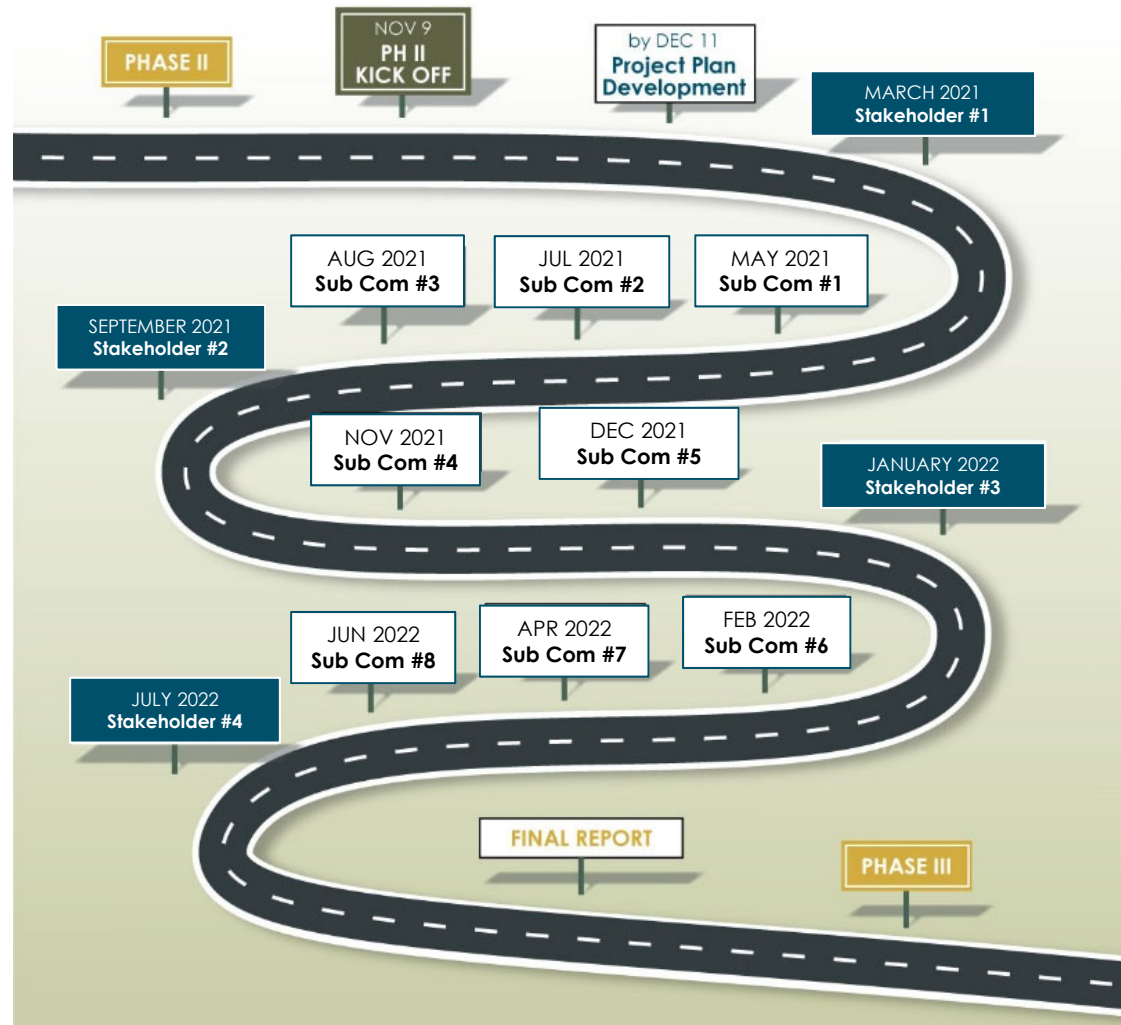 PHASE II
NOV 9
PH II
KICK OFF
by DEC 11
Project Plan
Development
MARCH 2021
Stakeholder #1
MAY 2021
Sub Com #1
JUL 2021
Sub Com #2
AUG 2021
Sub Com #3
SEPTEMBER 2021
Stakeholder #2
NOV 2021
Sub Com #4
DEC 2021
Sub Com #5
JANUARY 2022
Stakeholder #3
FEB 2022
Sub Com #6
APR 2022
Sub Com #7
JUN 2022
Sub Com #8
JULY 2022
Stakeholder #4
FINAL REPORT
PHASE III